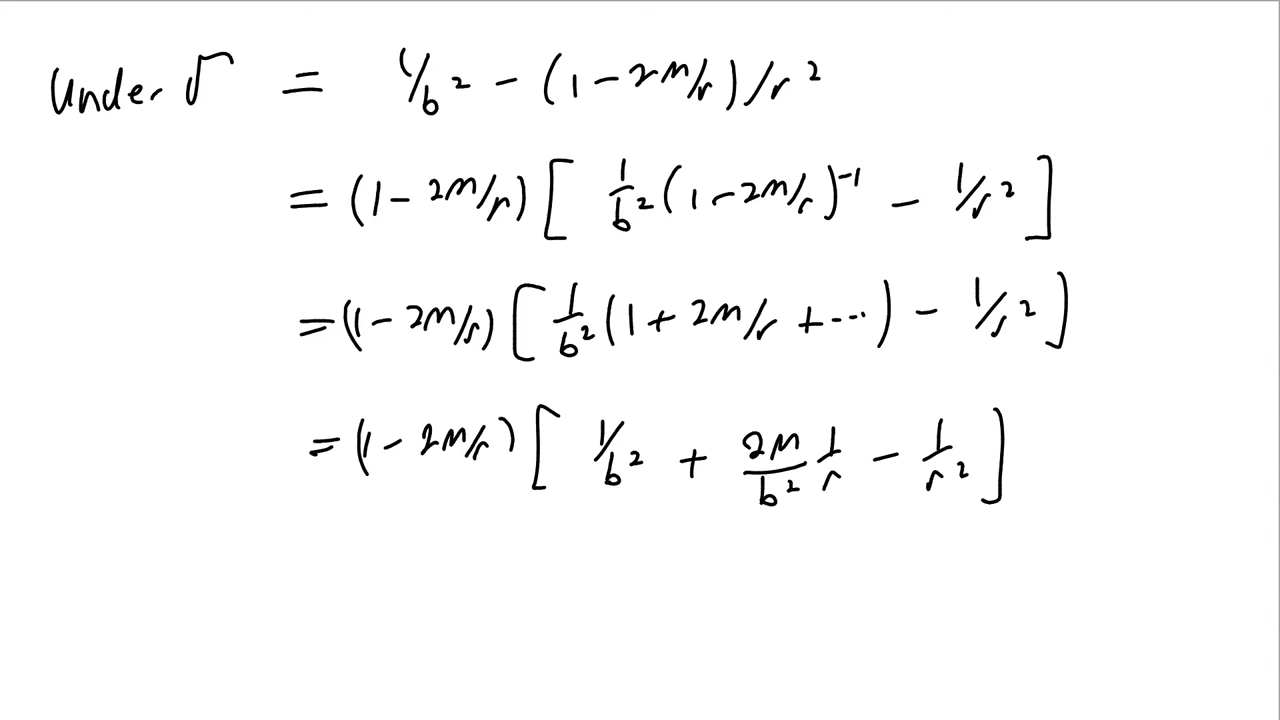 Under √ = 1/b² - (1 - 2M/r)/r²
= (1 - 2M/r) [ 1/b² (1 - 2M/r)⁻¹ - 1/r² ]
= (1 - 2M/r) [ 1/b² (1 + 2M/r + ...) - 1/r² ]
= (1 - 2M/r) [ 1/b² + 2M/b² 1/r - 1/r² ]